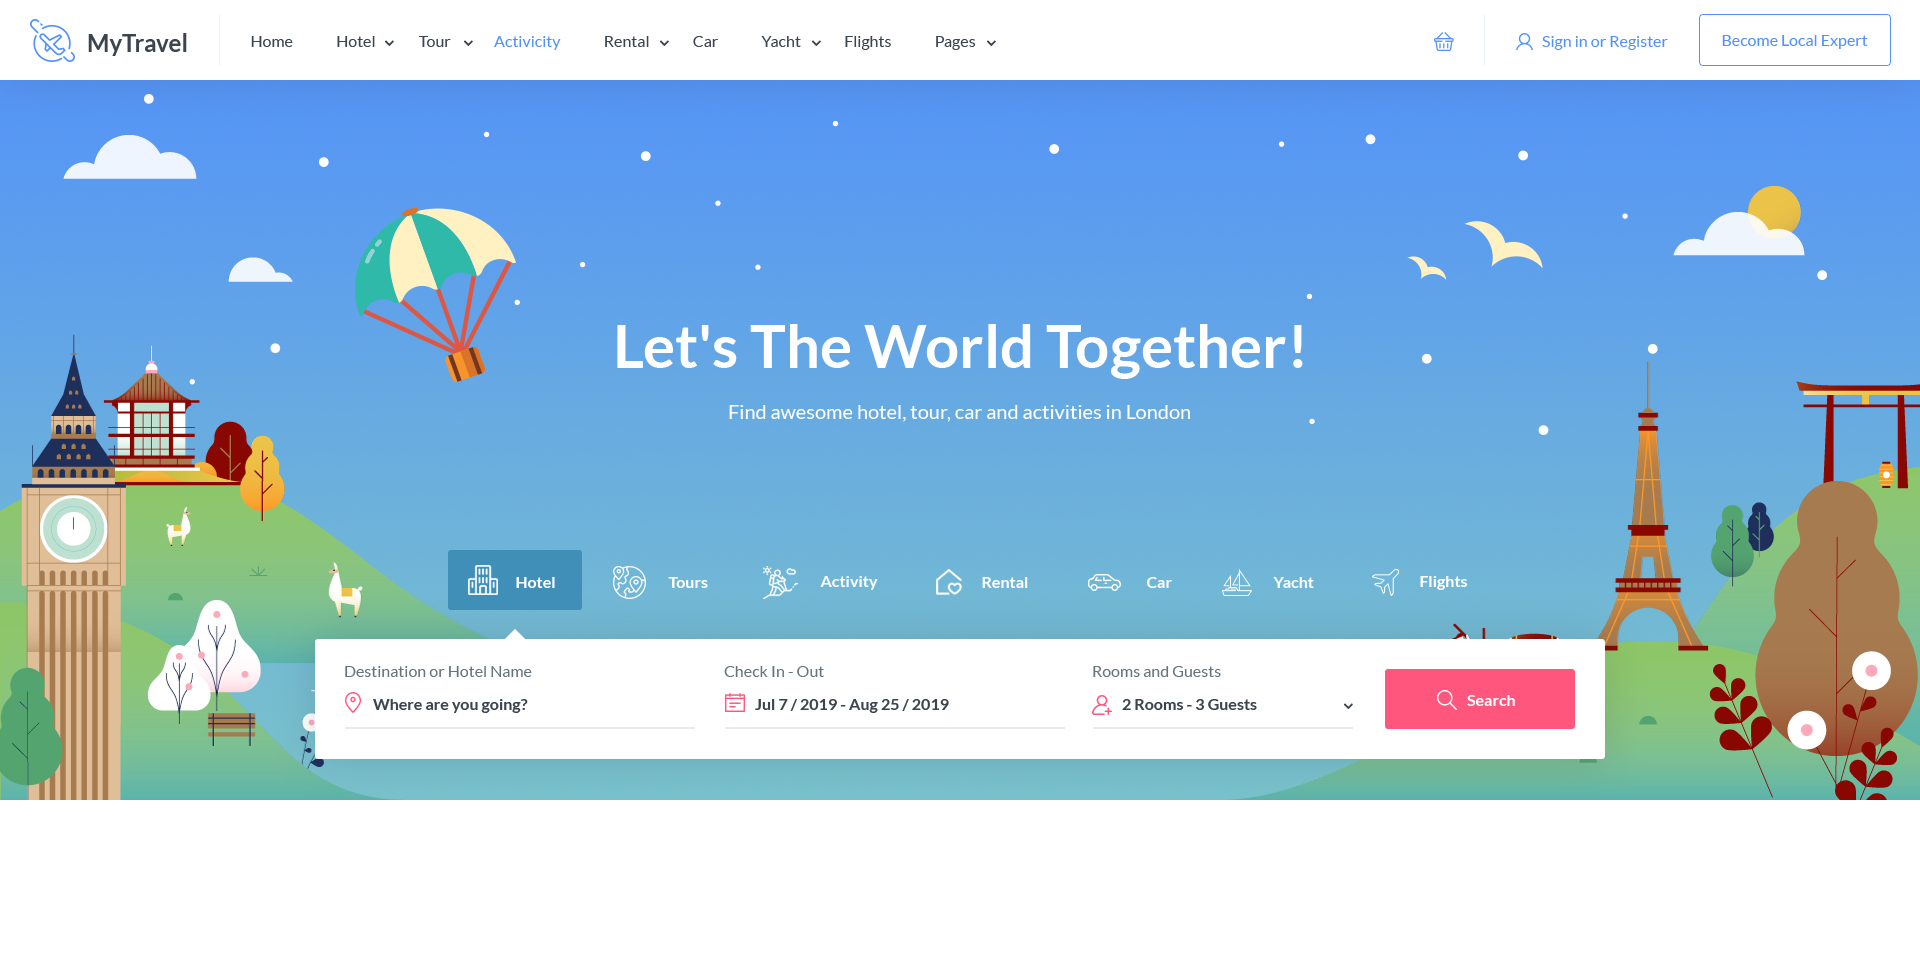 MyTravel
Home Hotel Tour Activicity Rental Car Yacht Flights Pages
Sign in or Register
Become Local Expert
Let's The World Together!
Find awesome hotel, tour, car and activities in London
Hotel Tours Activity Rental Car Yacht Flights
Destination or Hotel Name
Where are you going?
Check In - Out
Jul 7 / 2019 - Aug 25 / 2019
Rooms and Guests
2 Rooms - 3 Guests
Search